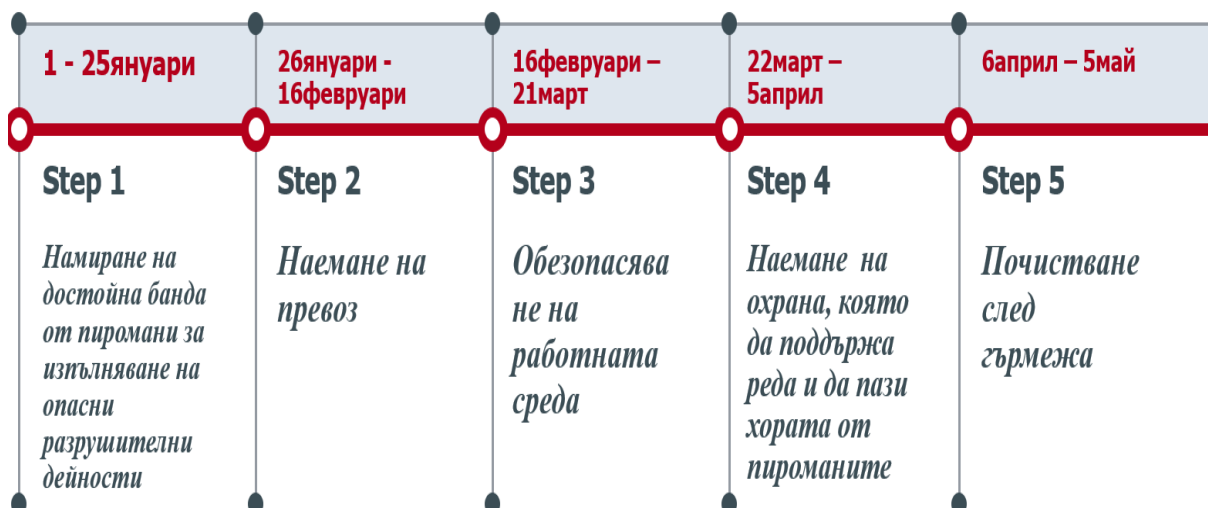 1 - 25януари
26януари -
16февруари
16февруари –
21март
22март –
5април
6април – 5май
Step 1
Step 2
Step 3
Step 4
Step 5
Намиране на
достойна банда
от пиромани за
изпълняване на
опасни
разрушителни
дейности
Наемане на
превоз
Обезопасява
не на
работната
среда
Наемане на
охрана, която
да поддържа
реда и да пази
хората от
пироманите
Почистване
след
гърмежа